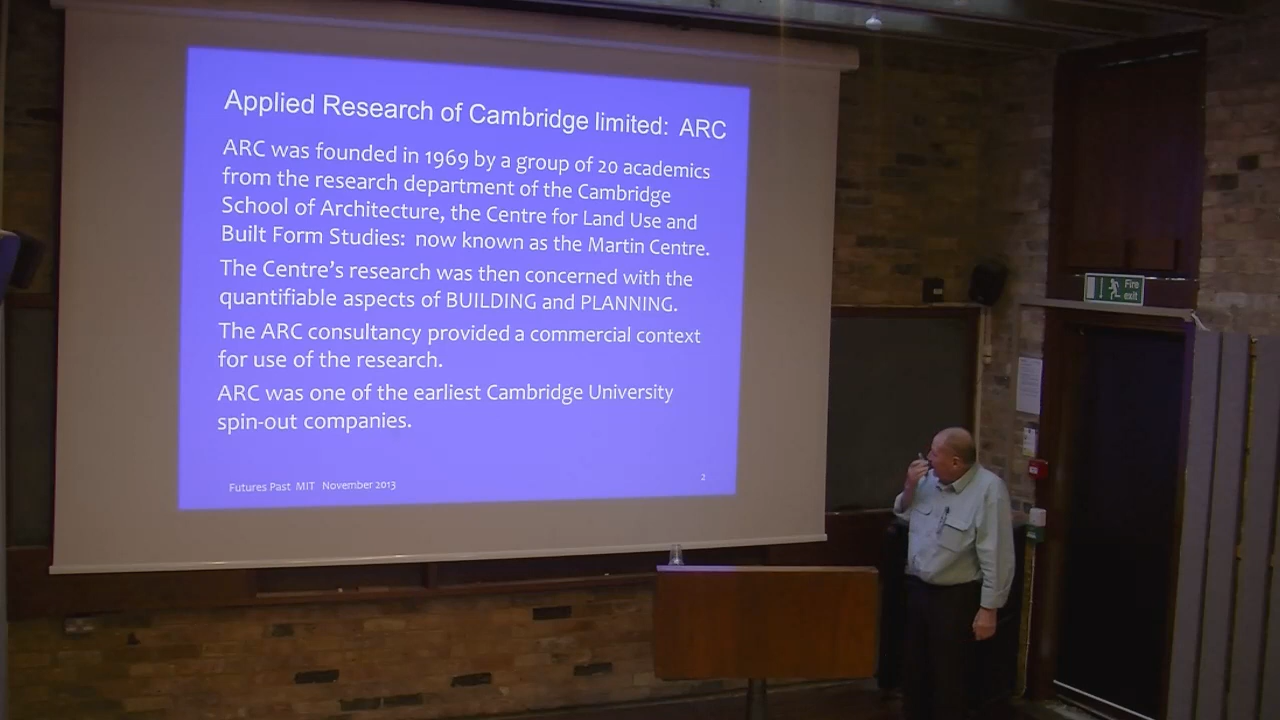 Applied Research of Cambridge limited: ARC
ARC was founded in 1969 by a group of 20 academics
from the research department of the Cambridge
School of Architecture, the Centre for Land Use and
Built Form Studies: now known as the Martin Centre.
The Centre's research was then concerned with the
quantifiable aspects of BUILDING and PLANNING.
The ARC consultancy provided a commercial context
for use of the research.
ARC was one of the earliest Cambridge University
spin-out companies.
Futures Past MIT November 2013
2
Fire
exit